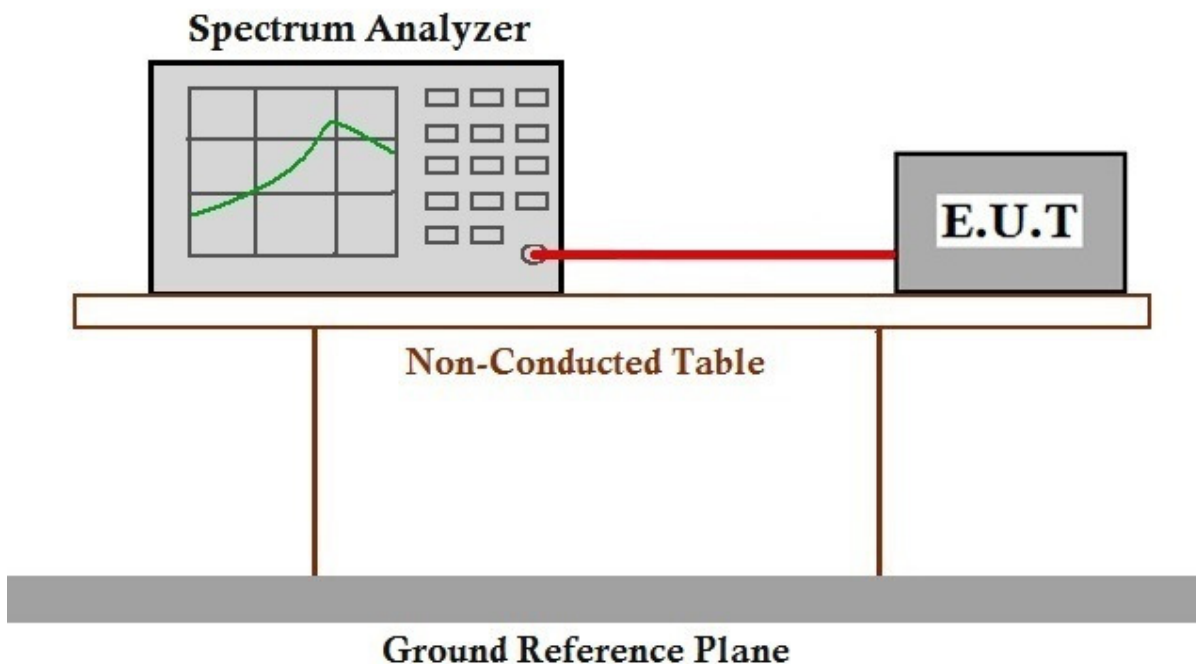 Spectrum Analyzer
E.U.T
Non-Conducted Table
Ground Reference Plane